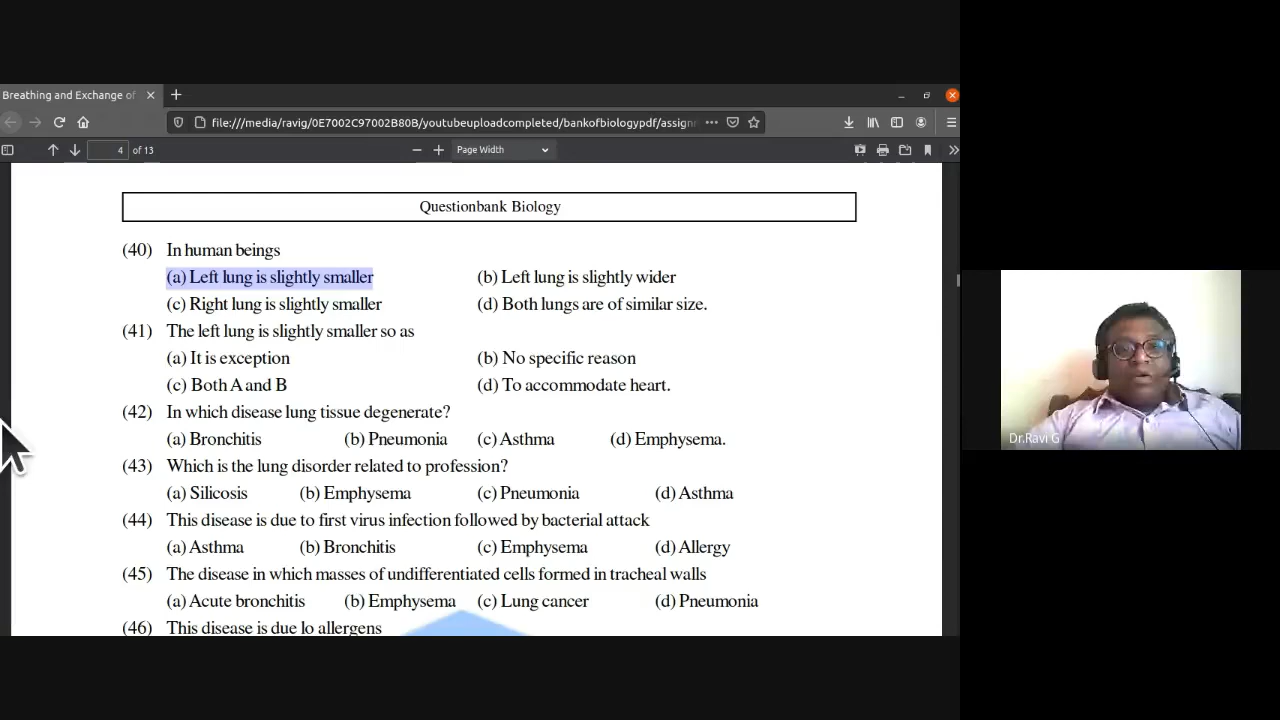 Breathing and Exchange of
file:///media/ravig/0E7002C97002B80B/youtubeuploadcompleted/bankofbiologypdf/assignm
4 of 13
Page Width
Questionbank Biology
(40) In human beings
(a) Left lung is slightly smaller (b) Left lung is slightly wider
(c) Right lung is slightly smaller (d) Both lungs are of similar size.
(41) The left lung is slightly smaller so as
(a) It is exception (b) No specific reason
(c) Both A and B (d) To accommodate heart.
(42) In which disease lung tissue degenerate?
(a) Bronchitis (b) Pneumonia (c) Asthma (d) Emphysema.
(43) Which is the lung disorder related to profession?
(a) Silicosis (b) Emphysema (c) Pneumonia (d) Asthma
(44) This disease is due to first virus infection followed by bacterial attack
(a) Asthma (b) Bronchitis (c) Emphysema (d) Allergy
(45) The disease in which masses of undifferentiated cells formed in tracheal walls
(a) Acute bronchitis (b) Emphysema (c) Lung cancer (d) Pneumonia
(46) This disease is due lo allergens
Dr.Ravi G